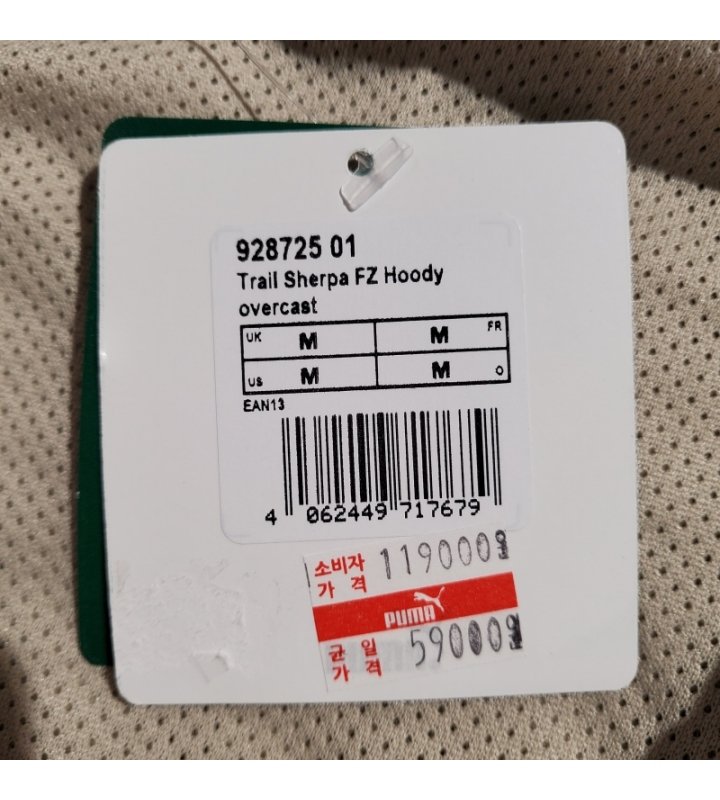 928725 01
Trail Sherpa FZ Hoody
overcast
UK M M FR
US M M O
EAN13
4 062449 717679
소비자
가 격 119000원
PUMA
균 일
가 격 59000원